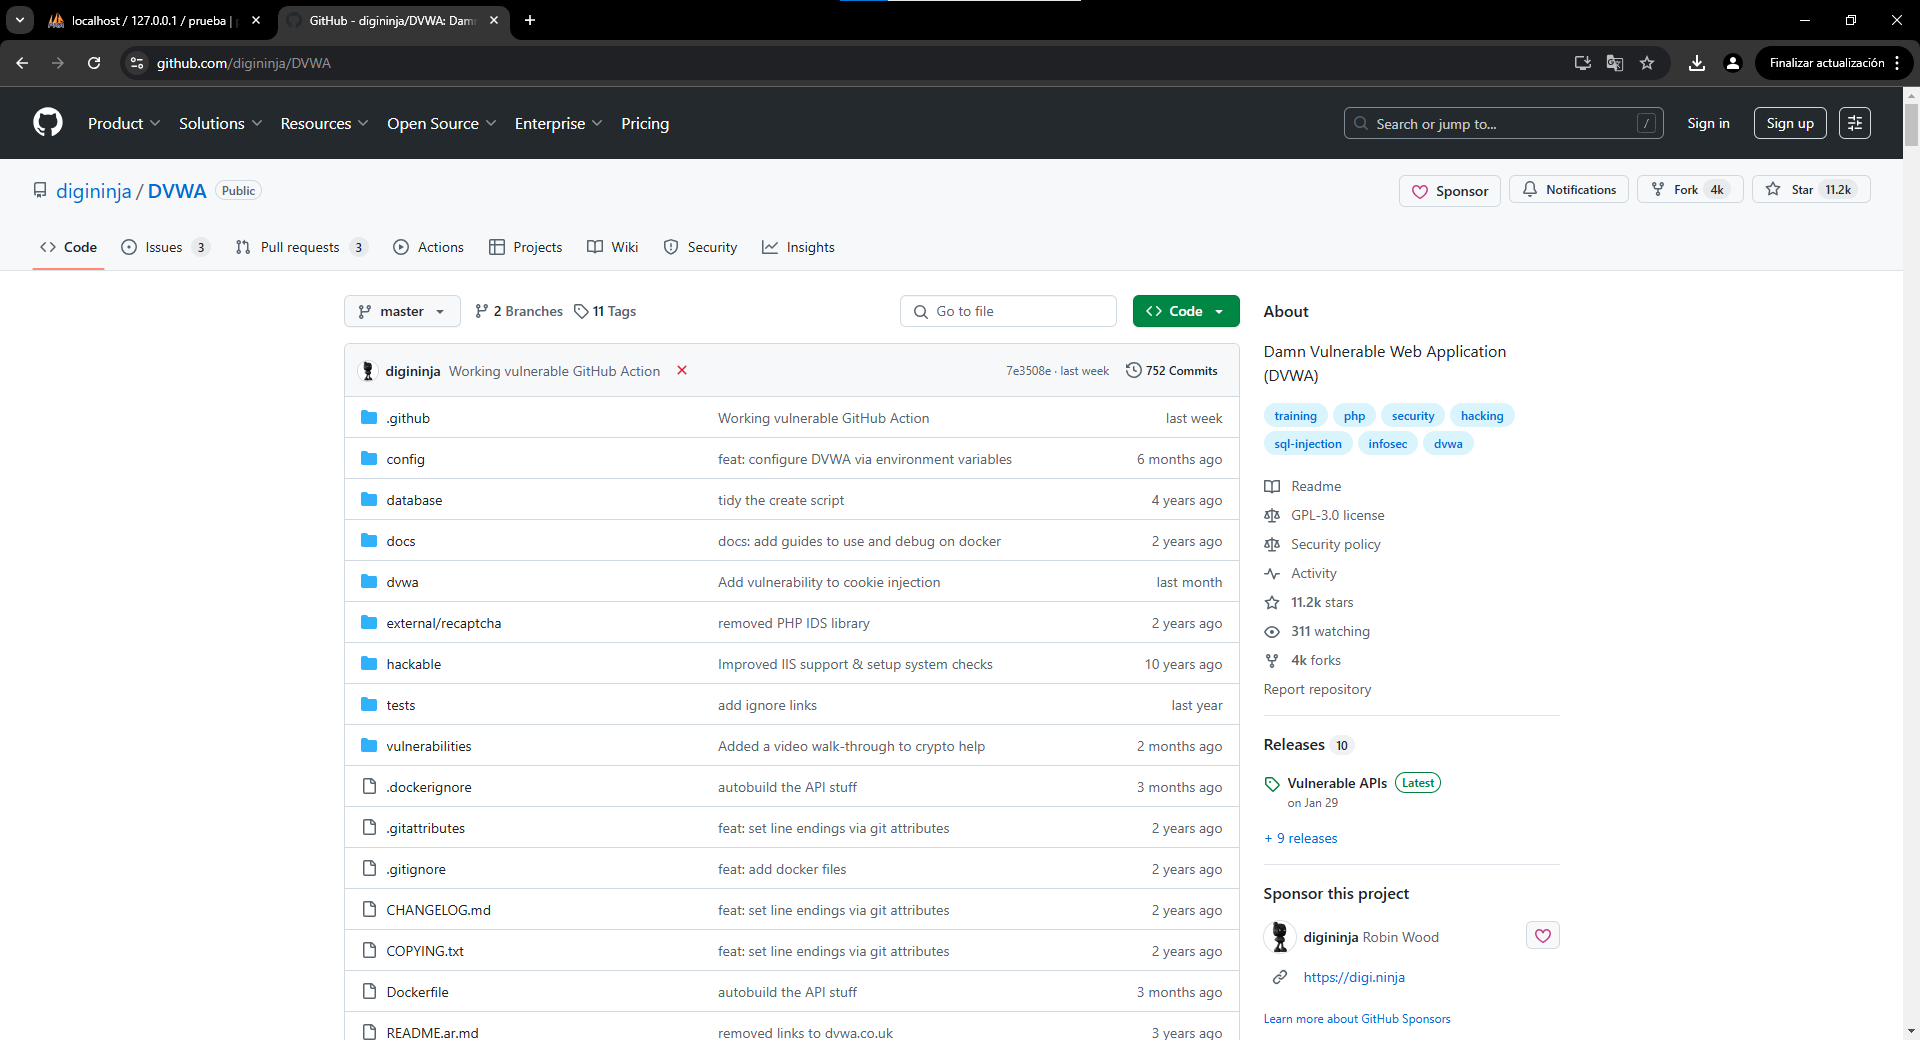 localhost / 127.0.0.1 / prueba |
GitHub - digininja/DVWA: Damn
github.com/digininja/DVWA
Finalizar actualización
Product
Solutions
Resources
Open Source
Enterprise
Pricing
Search or jump to...
/
Sign in
Sign up
digininja / DVWA Public
Sponsor
Notifications
Fork 4k
Star 11.2k
Code
Issues 3
Pull requests 3
Actions
Projects
Wiki
Security
Insights
master
2 Branches
11 Tags
Go to file
Code
digininja Working vulnerable GitHub Action
7e3508e · last week
752 Commits
.github Working vulnerable GitHub Action last week
config feat: configure DVWA via environment variables 6 months ago
database tidy the create script 4 years ago
docs docs: add guides to use and debug on docker 2 years ago
dvwa Add vulnerability to cookie injection last month
external/recaptcha removed PHP IDS library 2 years ago
hackable Improved IIS support & setup system checks 10 years ago
tests add ignore links last year
vulnerabilities Added a video walk-through to crypto help 2 months ago
.dockerignore autobuild the API stuff 3 months ago
.gitattributes feat: set line endings via git attributes 2 years ago
.gitignore feat: add docker files 2 years ago
CHANGELOG.md feat: set line endings via git attributes 2 years ago
COPYING.txt feat: set line endings via git attributes 2 years ago
Dockerfile autobuild the API stuff 3 months ago
README.ar.md removed links to dvwa.co.uk 3 years ago
About
Damn Vulnerable Web Application
(DVWA)
training php security hacking
sql-injection infosec dvwa
Readme
GPL-3.0 license
Security policy
Activity
11.2k stars
311 watching
4k forks
Report repository
Releases 10
Vulnerable APIs Latest
on Jan 29
+ 9 releases
Sponsor this project
digininja Robin Wood
https://digi.ninja
Learn more about GitHub Sponsors